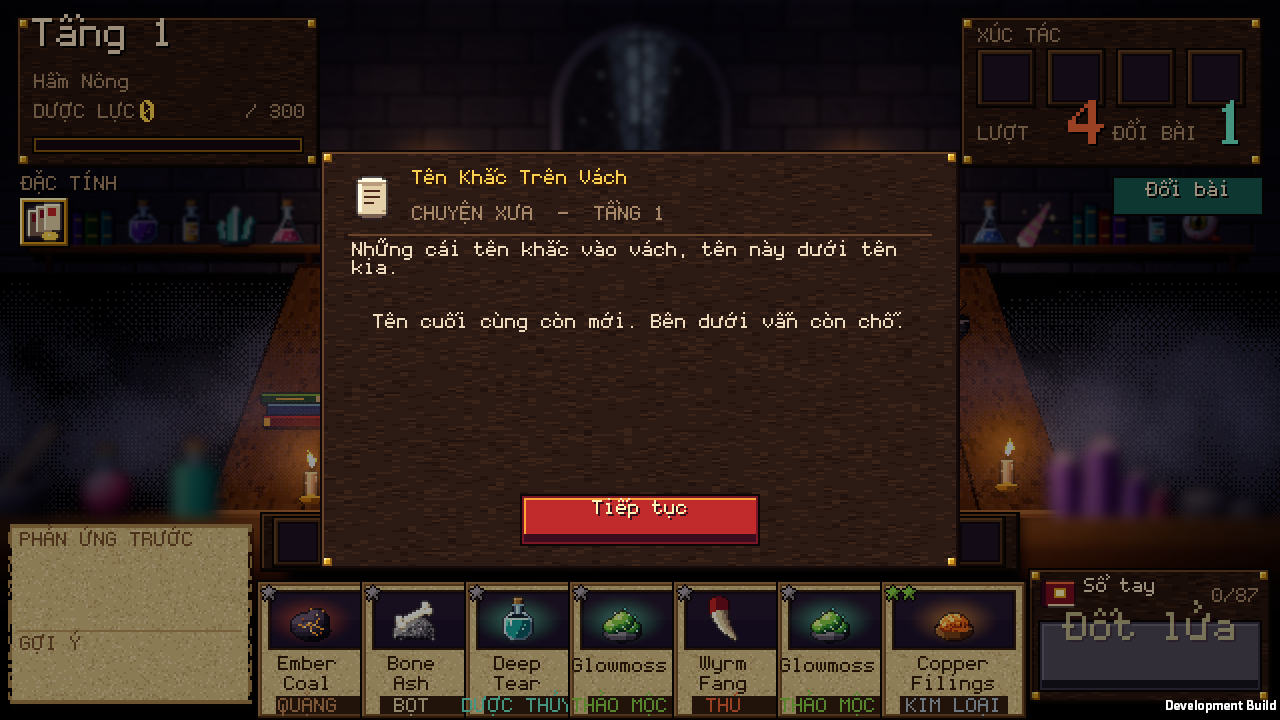 Tầng 1
Hầm Nông
DƯỢC LỰC 0 / 300
ĐẶC TÍNH
XÚC TÁC
LƯỢT 4 ĐỔI BÀI 1
Đổi bài
Tên Khắc Trên Vách
CHUYỆN XƯA - TẦNG 1
Những cái tên khắc vào vách, tên này dưới tên
kia.
Tên cuối cùng còn mới. Bên dưới vẫn còn chỗ.
Tiếp tục
PHẢN ỨNG TRƯỚC
GỢI Ý
Ember Coal
QUẶNG
Bone Ash
BỘT
Deep Tear
DƯỢC THỦY
Glowmoss
THẢO MỘC
Wyrm Fang
THÚ
Glowmoss
THẢO MỘC
Copper Filings
KIM LOẠI
Sổ tay 0/87
Đốt lửa
Development Build